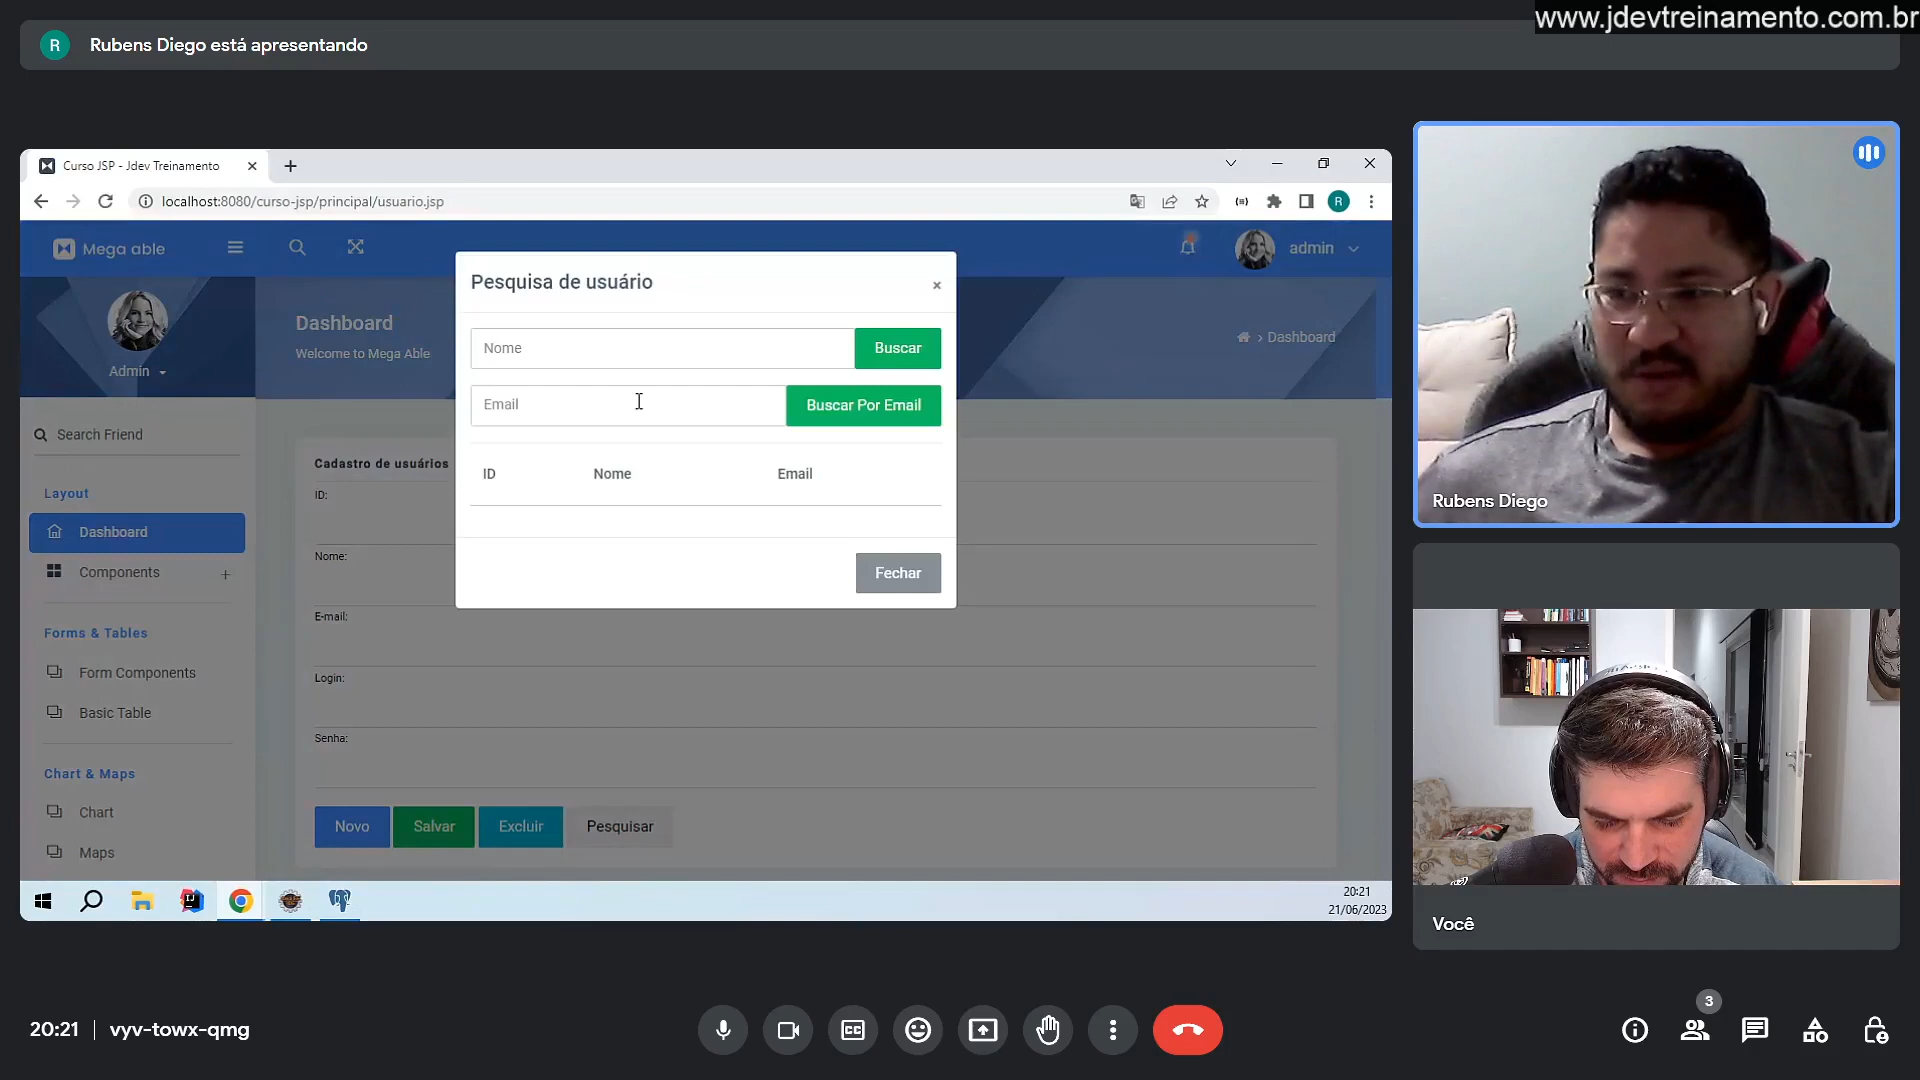 www.jdevtreinamento.com.br
R
Rubens Diego está apresentando
Curso JSP - Jdev Treinamento
localhost:8080/curso-jsp/principal/usuario.jsp
R
Mega able
admin
Pesquisa de usuário
×
Nome
Buscar
Email
Buscar Por Email
ID
Nome
Email
Fechar
Dashboard
Welcome to Mega Able
Dashboard
Admin
Search Friend
Layout
Dashboard
Components
Forms & Tables
Form Components
Basic Table
Chart & Maps
Chart
Maps
Cadastro de usuários
ID:
Nome:
E-mail:
Login:
Senha:
Novo
Salvar
Excluir
Pesquisar
20:21
21/06/2023
Rubens Diego
Você
20:21
vyv-towx-qmg
CC
3